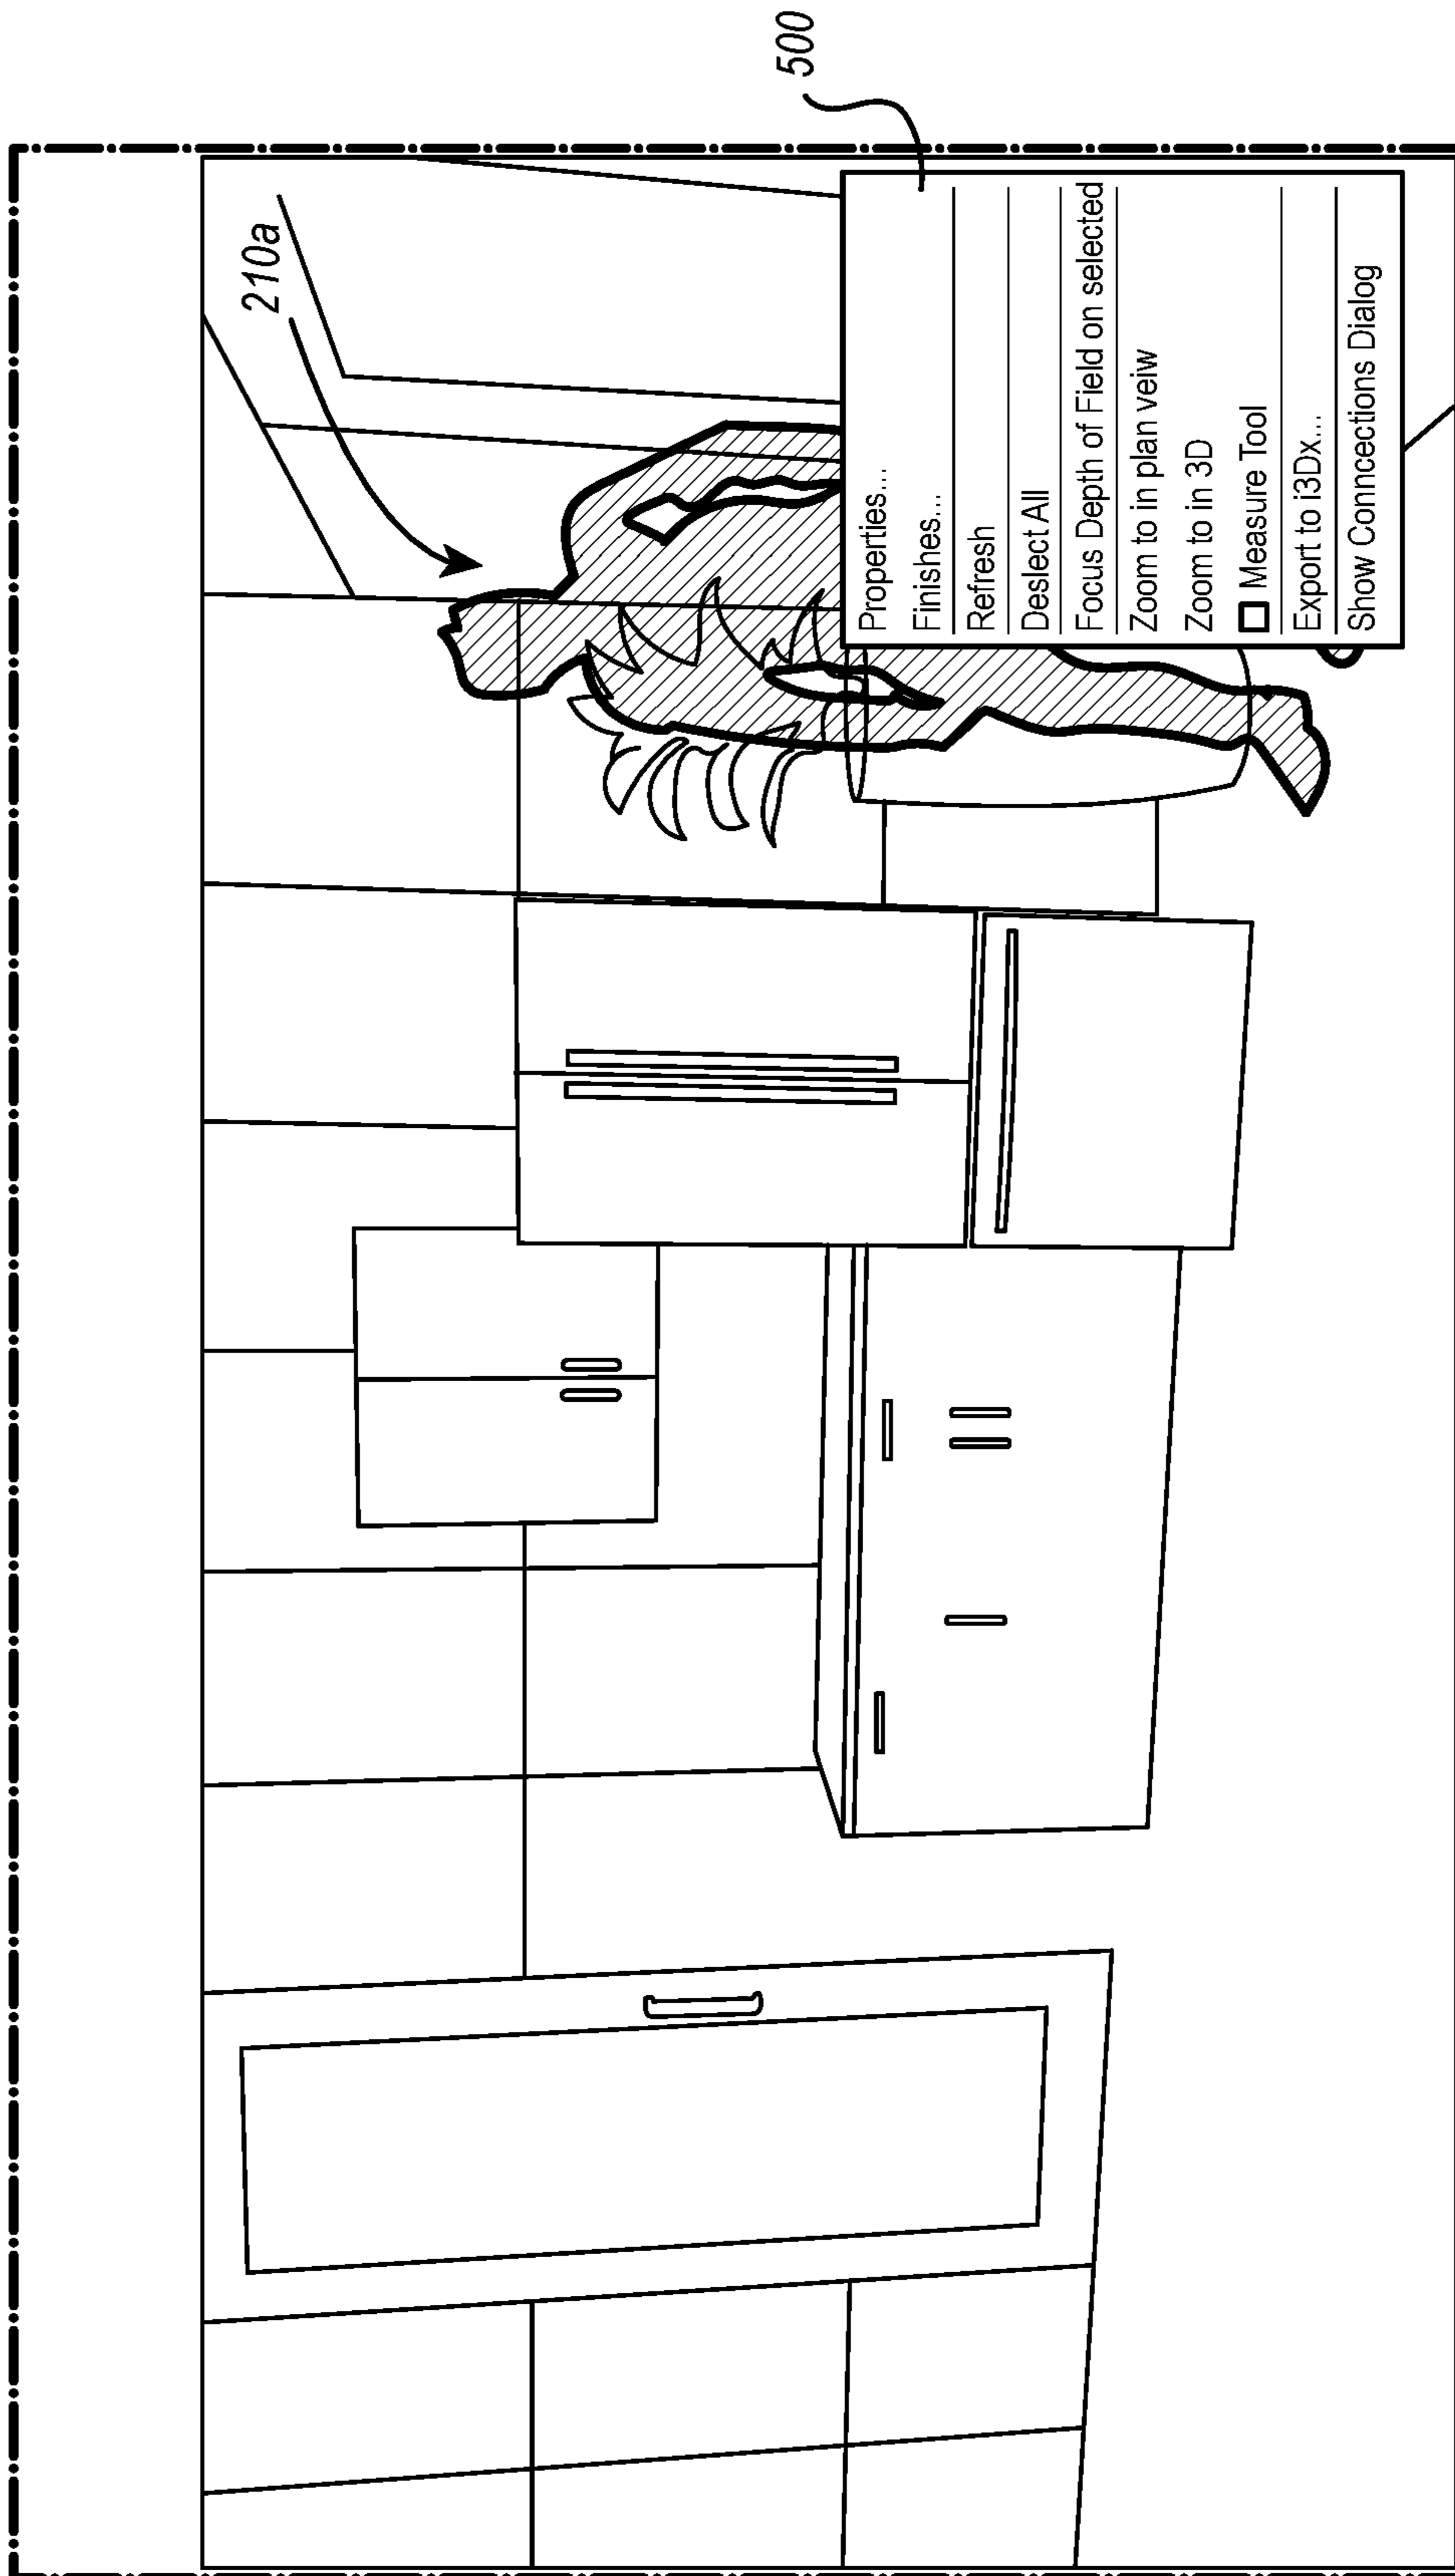 210a
500
Properties...
Finishes...
Refresh
Deslect All
Focus Depth of Field on selected
Zoom to in plan veiw
Zoom to in 3D
Measure Tool
Export to i3Dx...
Show Conncections Dialog